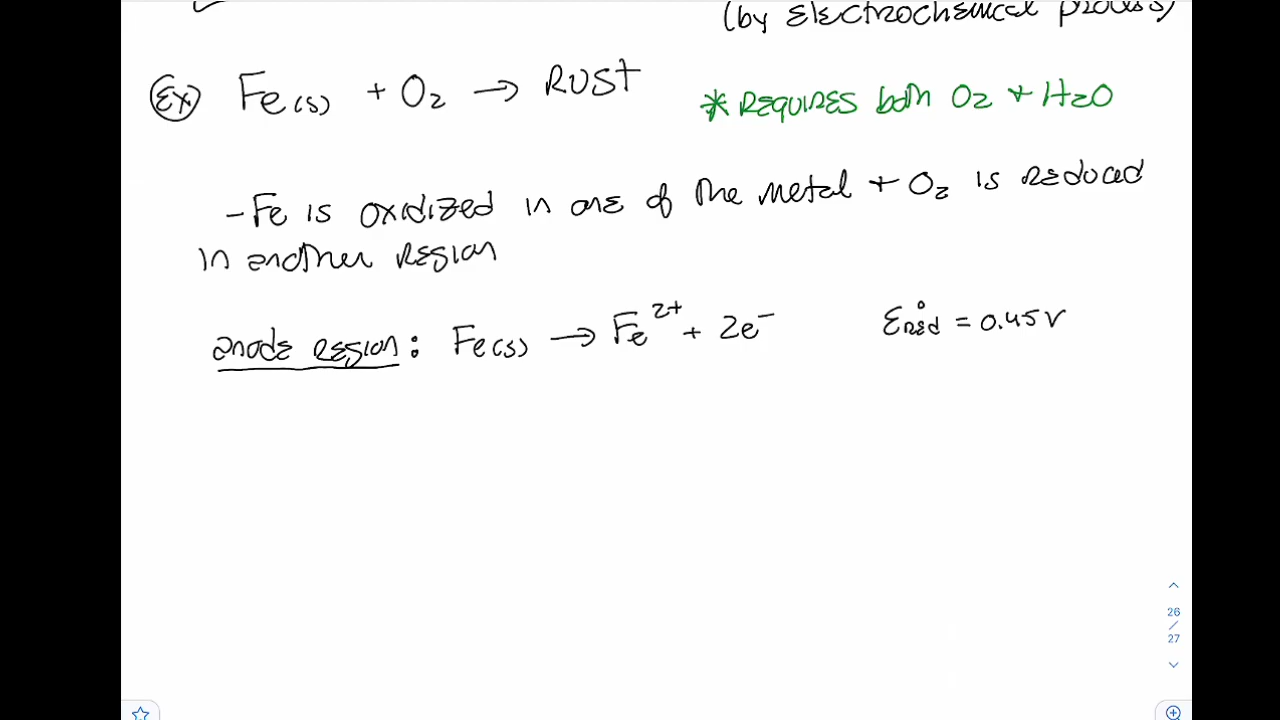 (by electrochemical process)
Ex Fe(s) + O₂ → RUST
* REQUIRES both O₂ + H₂O
- Fe is oxidized in one of the metal + O₂ is reduced
in another region
anode region: Fe(s) → Fe²⁺ + 2e⁻
Ɛ°red = 0.45 V
26
/
27